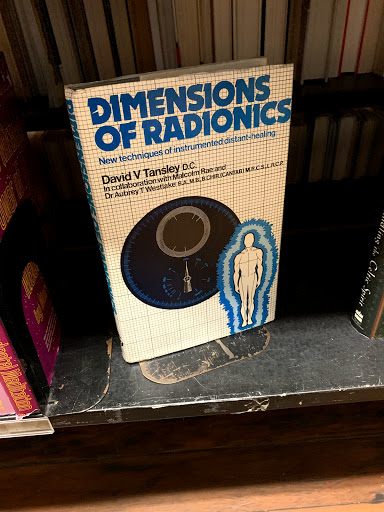 DIMENSIONS
OF RADIONICS
New techniques of instrumented distant-healing
David V Tansley D.C.
In collaboration with Malcolm Rae and
Dr Aubrey T Westlake B.A., M.B., B.CHIR. (CANTAB) M.R.C.S., L.R.C.P.